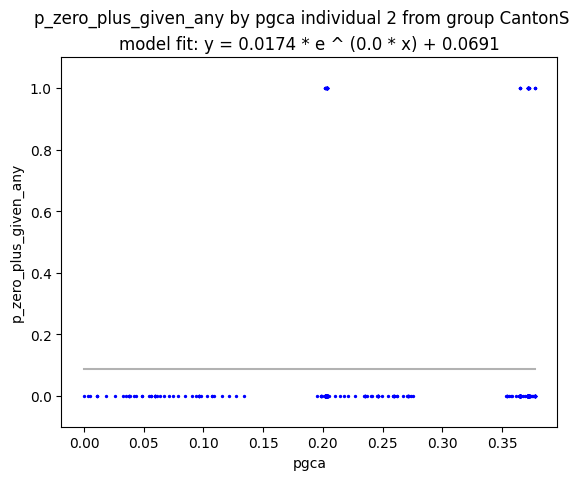 p_zero_plus_given_any by pgca individual 2 from group CantonS
model fit: y = 0.0174 * e ^ (0.0 * x) + 0.0691
1.0
0.8
0.6
0.4
0.2
0.0
p_zero_plus_given_any
0.00 0.05 0.10 0.15 0.20 0.25 0.30 0.35
pgca